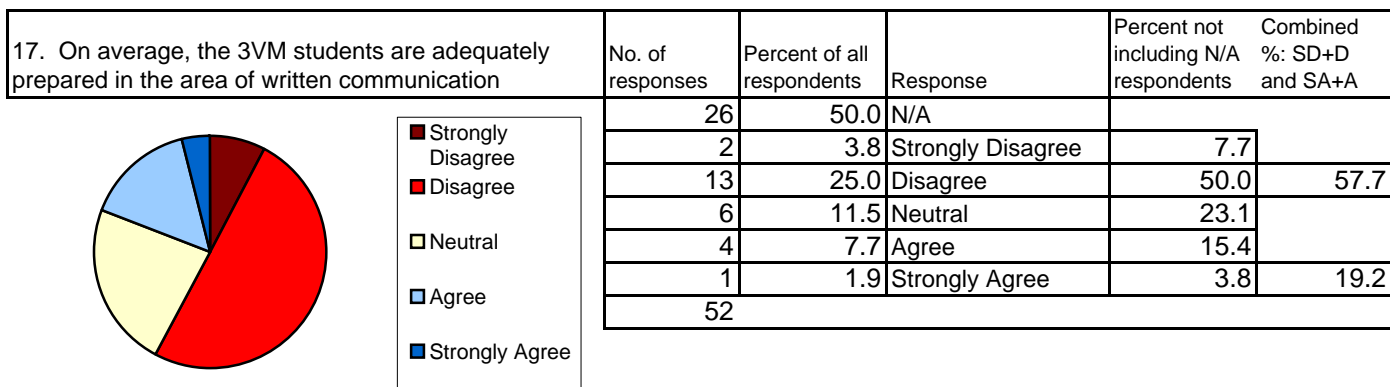 17. On average, the 3VM students are adequately
prepared in the area of written communication
No. of
responses
Percent of all
respondents
Response
Percent not
including N/A
respondents
Combined
%: SD+D
and SA+A
26 50.0 N/A
2 3.8 Strongly Disagree 7.7
13 25.0 Disagree 50.0 57.7
6 11.5 Neutral 23.1
4 7.7 Agree 15.4
1 1.9 Strongly Agree 3.8 19.2
52
Strongly
Disagree
Disagree
Neutral
Agree
Strongly Agree